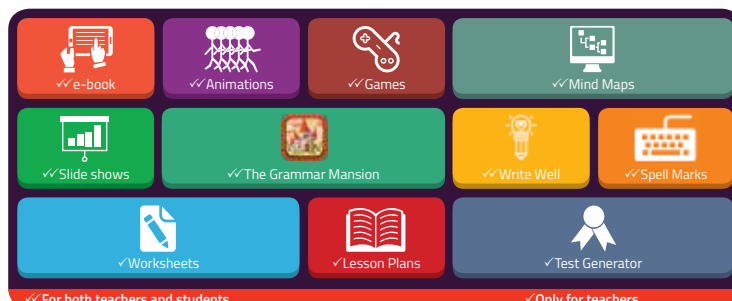 ✓✓e-book
✓✓Animations
✓✓Games
✓✓Mind Maps
✓✓Slide shows
✓✓The Grammar Mansion
✓✓Write Well
✓✓Spell Marks
✓Worksheets
✓Lesson Plans
✓Test Generator
✓✓For both teachers and students
✓Only for teachers